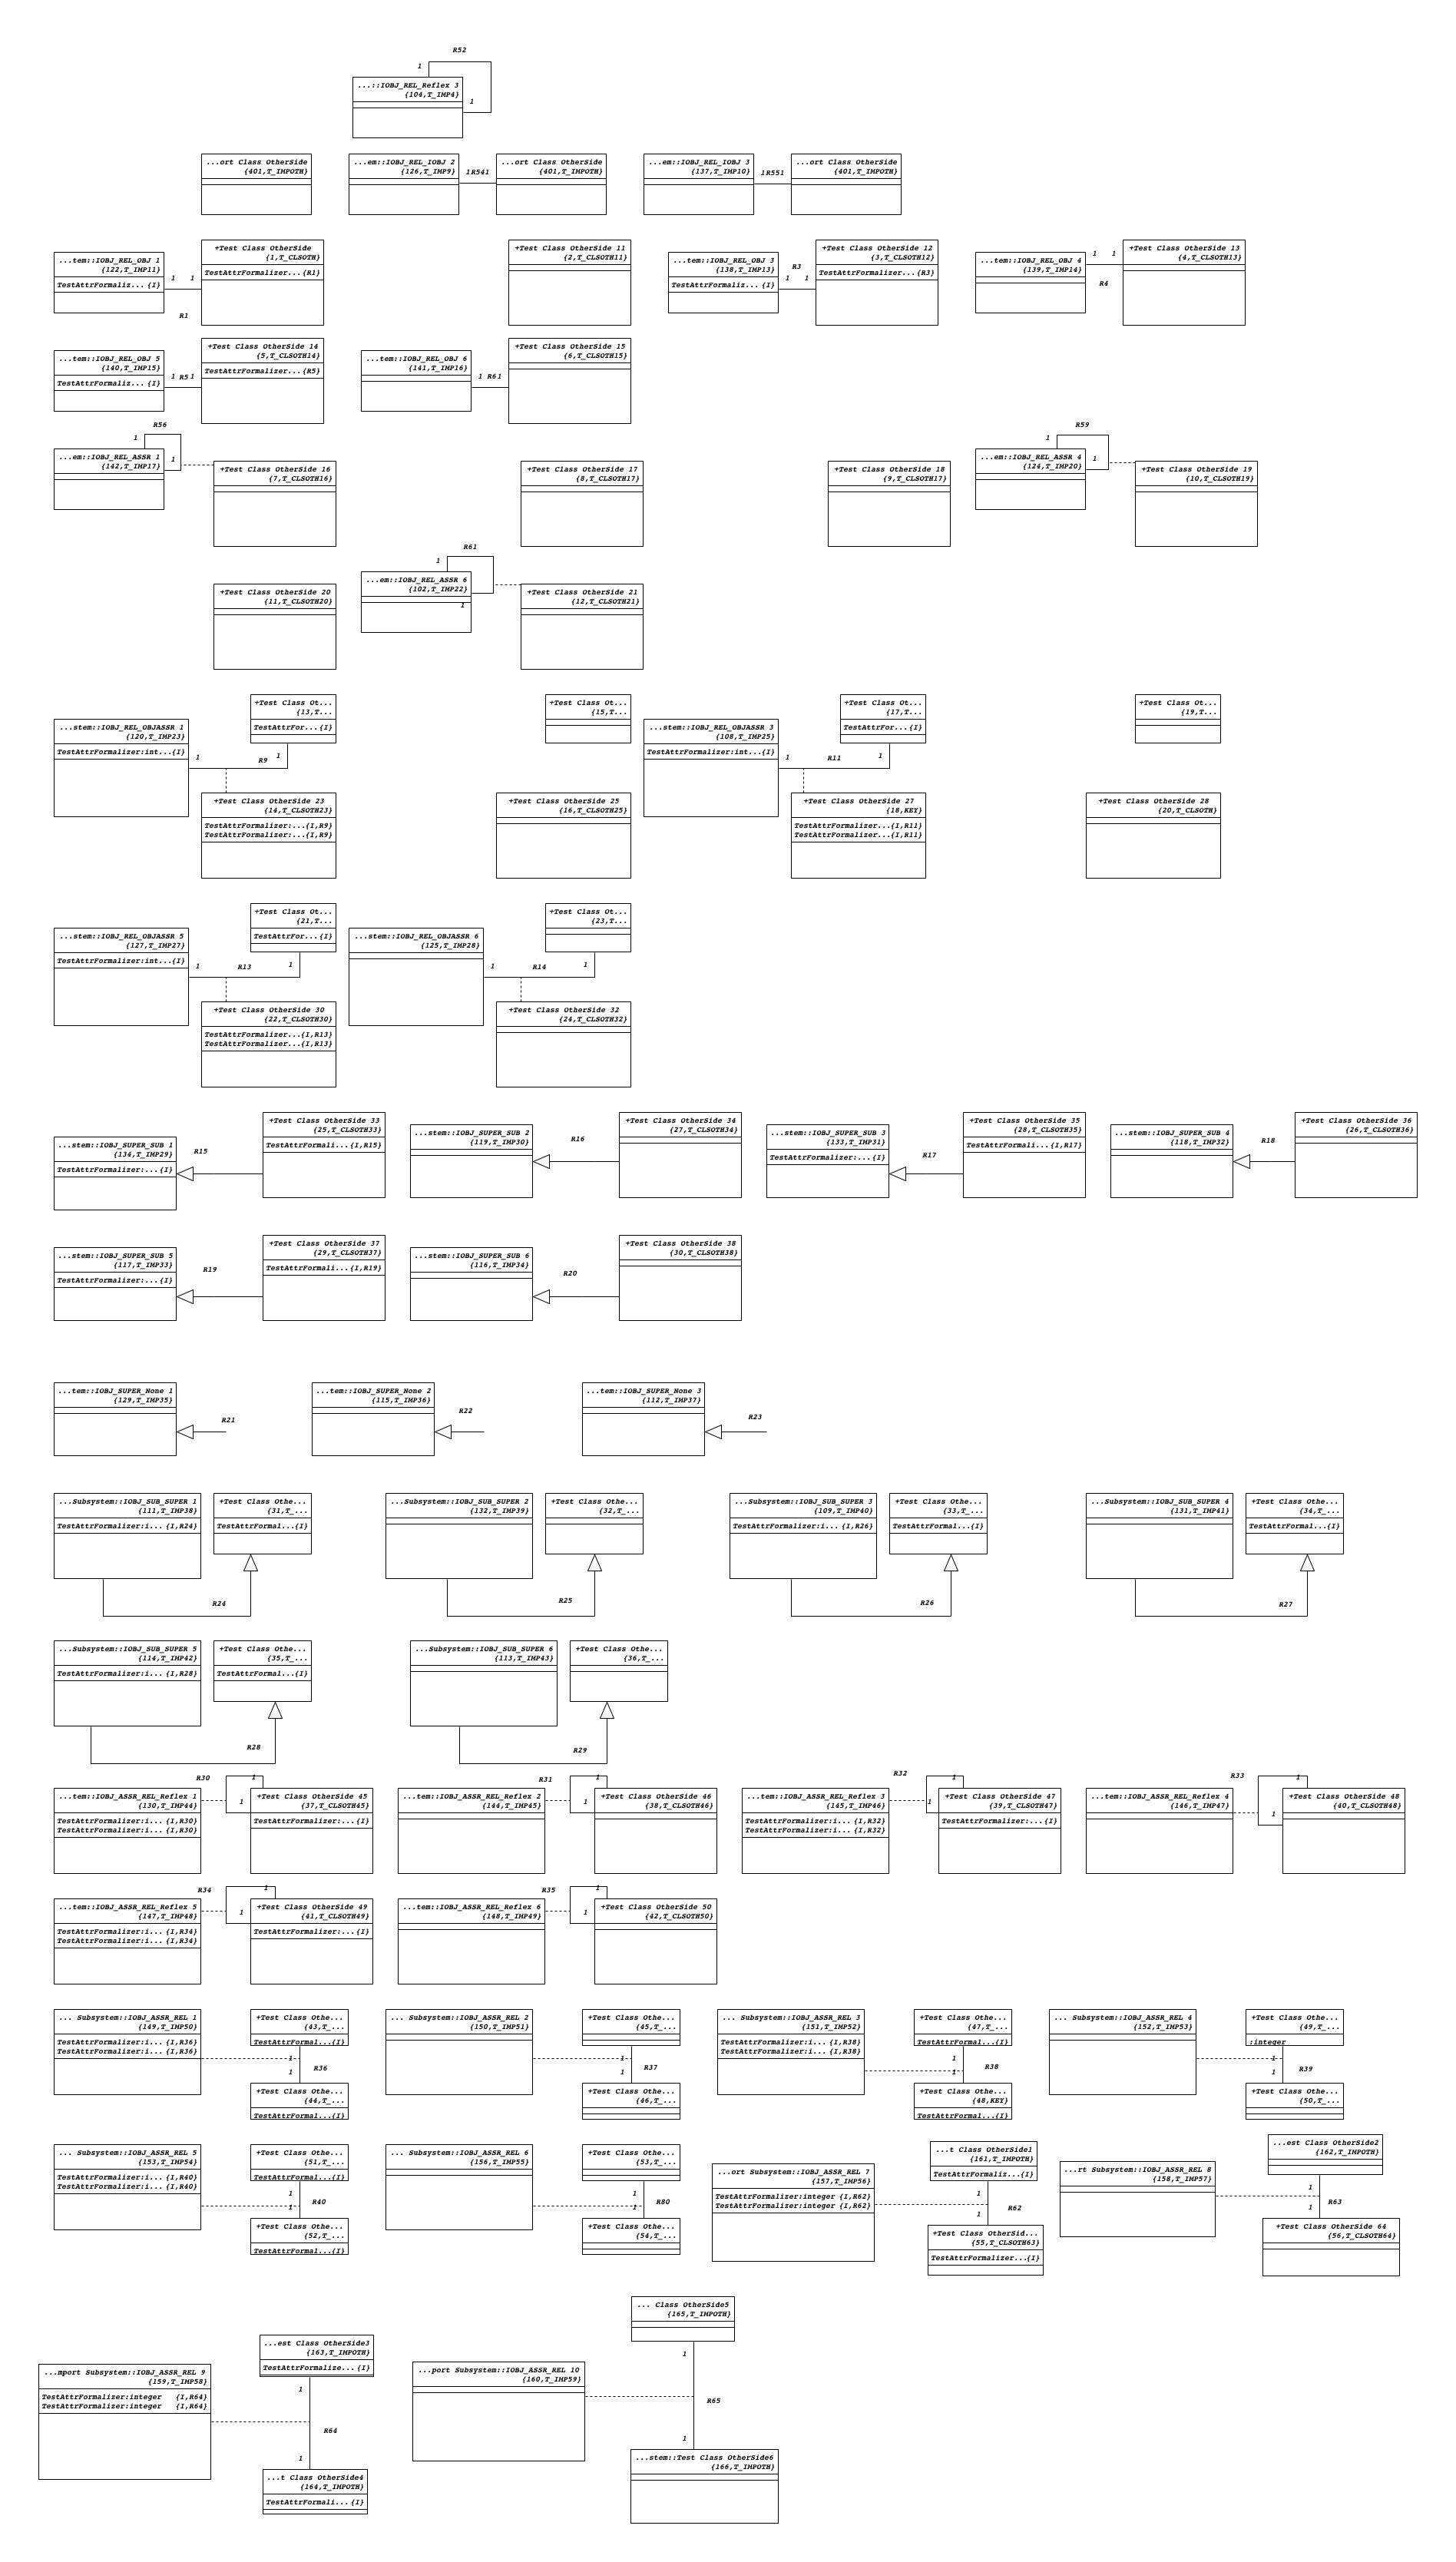 R52
1
...::IOBJ_REL_Reflex 3
{104,T_IMP4}
1
...ort Class OtherSide
{401,T_IMPOTH}
...em::IOBJ_REL_IOBJ 2
{126,T_IMP9}
1R541
...ort Class OtherSide
{401,T_IMPOTH}
...em::IOBJ_REL_IOBJ 3
{137,T_IMP10}
1R551
...ort Class OtherSide
{401,T_IMPOTH}
...tem::IOBJ_REL_OBJ 1
{122,T_IMP11}
TestAttrFormaliz... {I}
1 1
R1
+Test Class OtherSide
{1,T_CLSOTH}
TestAttrFormalizer... {R1}
+Test Class OtherSide 11
{2,T_CLSOTH11}
...tem::IOBJ_REL_OBJ 3
{138,T_IMP13}
TestAttrFormaliz... {I}
R3
1 1
+Test Class OtherSide 12
{3,T_CLSOTH12}
TestAttrFormalizer...{R3}
...tem::IOBJ_REL_OBJ 4
{139,T_IMP14}
1 1
R4
+Test Class OtherSide 13
{4,T_CLSOTH13}
...tem::IOBJ_REL_OBJ 5
{140,T_IMP15}
TestAttrFormaliz... {I}
1 R5 1
+Test Class OtherSide 14
{5,T_CLSOTH14}
TestAttrFormalizer... {R5}
...tem::IOBJ_REL_OBJ 6
{141,T_IMP16}
1 R6 1
+Test Class OtherSide 15
{6,T_CLSOTH15}
R56
1
...em::IOBJ_REL_ASSR 1
{142,T_IMP17}
1
+Test Class OtherSide 16
{7,T_CLSOTH16}
+Test Class OtherSide 17
{8,T_CLSOTH17}
+Test Class OtherSide 18
{9,T_CLSOTH17}
R59
1
...em::IOBJ_REL_ASSR 4
{124,T_IMP20}
1
+Test Class OtherSide 19
{10,T_CLSOTH19}
+Test Class OtherSide 20
{11,T_CLSOTH20}
R61
1
...em::IOBJ_REL_ASSR 6
{102,T_IMP22}
1
+Test Class OtherSide 21
{12,T_CLSOTH21}
...stem::IOBJ_REL_OBJASSR 1
{120,T_IMP23}
TestAttrFormalizer:int...{I}
+Test Class Ot...
{13,T...
TestAttrFor...{I}
1
R9
1
+Test Class OtherSide 23
{14,T_CLSOTH23}
TestAttrFormalizer:...{I,R9}
TestAttrFormalizer:...{I,R9}
+Test Class Ot...
{15,T...
+Test Class OtherSide 25
{16,T_CLSOTH25}
...stem::IOBJ_REL_OBJASSR 3
{108,T_IMP25}
TestAttrFormalizer:int...{I}
+Test Class Ot...
{17,T...
TestAttrFor...{I}
1
R11
1
+Test Class OtherSide 27
{18,KEY}
TestAttrFormalizer...{I,R11}
TestAttrFormalizer...{I,R11}
+Test Class Ot...
{19,T...
+Test Class OtherSide 28
{20,T_CLSOTH}
...stem::IOBJ_REL_OBJASSR 5
{127,T_IMP27}
TestAttrFormalizer:int...{I}
+Test Class Ot...
{21,T...
TestAttrFor...{I}
1
R13
1
+Test Class OtherSide 30
{22,T_CLSOTH30}
TestAttrFormalizer...{I,R13}
TestAttrFormalizer...{I,R13}
...stem::IOBJ_REL_OBJASSR 6
{125,T_IMP28}
+Test Class Ot...
{23,T...
1
R14
1
+Test Class OtherSide 32
{24,T_CLSOTH32}
...stem::IOBJ_SUPER_SUB 1
{134,T_IMP29}
TestAttrFormalizer:...{I}
R15
+Test Class OtherSide 33
{25,T_CLSOTH33}
TestAttrFormali...{I,R15}
...stem::IOBJ_SUPER_SUB 2
{119,T_IMP30}
R16
+Test Class OtherSide 34
{27,T_CLSOTH34}
...stem::IOBJ_SUPER_SUB 3
{133,T_IMP31}
TestAttrFormalizer:...{I}
R17
+Test Class OtherSide 35
{28,T_CLSOTH35}
TestAttrFormali...{I,R17}
...stem::IOBJ_SUPER_SUB 4
{118,T_IMP32}
R18
+Test Class OtherSide 36
{26,T_CLSOTH36}
...stem::IOBJ_SUPER_SUB 5
{117,T_IMP33}
TestAttrFormalizer:...{I}
R19
+Test Class OtherSide 37
{29,T_CLSOTH37}
TestAttrFormali...{I,R19}
...stem::IOBJ_SUPER_SUB 6
{116,T_IMP34}
R20
+Test Class OtherSide 38
{30,T_CLSOTH38}
...tem::IOBJ_SUPER_None 1
{129,T_IMP35}
R21
...tem::IOBJ_SUPER_None 2
{115,T_IMP36}
R22
...tem::IOBJ_SUPER_None 3
{112,T_IMP37}
R23
...Subsystem::IOBJ_SUB_SUPER 1
{111,T_IMP38}
TestAttrFormalizer:i... {I,R24}
+Test Class Othe...
{31,T_...
TestAttrFormal...{I}
R24
...Subsystem::IOBJ_SUB_SUPER 2
{132,T_IMP39}
+Test Class Othe...
{32,T_...
R25
...Subsystem::IOBJ_SUB_SUPER 3
{109,T_IMP40}
TestAttrFormalizer:i... {I,R26}
+Test Class Othe...
{33,T_...
TestAttrFormal...{I}
R26
...Subsystem::IOBJ_SUB_SUPER 4
{131,T_IMP41}
+Test Class Othe...
{34,T_...
TestAttrFormal...{I}
R27
...Subsystem::IOBJ_SUB_SUPER 5
{114,T_IMP42}
TestAttrFormalizer:i... {I,R28}
+Test Class Othe...
{35,T_...
TestAttrFormal...{I}
R28
...Subsystem::IOBJ_SUB_SUPER 6
{113,T_IMP43}
+Test Class Othe...
{36,T_...
R29
R30
1
...tem::IOBJ_ASSR_REL_Reflex 1
{130,T_IMP44}
TestAttrFormalizer:i... {I,R30}
TestAttrFormalizer:i... {I,R30}
1
+Test Class OtherSide 45
{37,T_CLSOTH45}
TestAttrFormalizer:...{I}
R31
1
...tem::IOBJ_ASSR_REL_Reflex 2
{144,T_IMP45}
1
+Test Class OtherSide 46
{38,T_CLSOTH46}
R32
1
...tem::IOBJ_ASSR_REL_Reflex 3
{145,T_IMP46}
TestAttrFormalizer:i... {I,R32}
TestAttrFormalizer:i... {I,R32}
1
+Test Class OtherSide 47
{39,T_CLSOTH47}
TestAttrFormalizer:...{I}
R33
1
...tem::IOBJ_ASSR_REL_Reflex 4
{146,T_IMP47}
1
+Test Class OtherSide 48
{40,T_CLSOTH48}
R34
1
...tem::IOBJ_ASSR_REL_Reflex 5
{147,T_IMP48}
TestAttrFormalizer:i... {I,R34}
TestAttrFormalizer:i... {I,R34}
1
+Test Class OtherSide 49
{41,T_CLSOTH49}
TestAttrFormalizer:...{I}
R35
1
...tem::IOBJ_ASSR_REL_Reflex 6
{148,T_IMP49}
1
+Test Class OtherSide 50
{42,T_CLSOTH50}
... Subsystem::IOBJ_ASSR_REL 1
{149,T_IMP50}
TestAttrFormalizer:i... {I,R36}
TestAttrFormalizer:i... {I,R36}
+Test Class Othe...
{43,T_...
TestAttrFormal...{I}
1
R36
1
+Test Class Othe...
{44,T_...
TestAttrFormal...{I}
... Subsystem::IOBJ_ASSR_REL 2
{150,T_IMP51}
+Test Class Othe...
{45,T_...
1
R37
1
+Test Class Othe...
{46,T_...
... Subsystem::IOBJ_ASSR_REL 3
{151,T_IMP52}
TestAttrFormalizer:i... {I,R38}
TestAttrFormalizer:i... {I,R38}
+Test Class Othe...
{47,T_...
TestAttrFormal...{I}
1
R38
1
+Test Class Othe...
{48,KEY}
TestAttrFormal...{I}
... Subsystem::IOBJ_ASSR_REL 4
{152,T_IMP53}
+Test Class Othe...
{49,T_...
:integer
1
R39
1
+Test Class Othe...
{50,T_...
... Subsystem::IOBJ_ASSR_REL 5
{153,T_IMP54}
TestAttrFormalizer:i... {I,R40}
TestAttrFormalizer:i... {I,R40}
+Test Class Othe...
{51,T_...
TestAttrFormal...{I}
1
R40
1
+Test Class Othe...
{52,T_...
TestAttrFormal...{I}
... Subsystem::IOBJ_ASSR_REL 6
{156,T_IMP55}
+Test Class Othe...
{53,T_...
1
R80
1
+Test Class Othe...
{54,T_...
...ort Subsystem::IOBJ_ASSR_REL 7
{157,T_IMP56}
TestAttrFormalizer:integer {I,R62}
TestAttrFormalizer:integer {I,R62}
...t Class OtherSide1
{161,T_IMPOTH}
TestAttrFormaliz...{I}
1
R62
1
+Test Class OtherSid...
{55,T_CLSOTH63}
TestAttrFormalizer...{I}
...rt Subsystem::IOBJ_ASSR_REL 8
{158,T_IMP57}
...est Class OtherSide2
{162,T_IMPOTH}
1
R63
1
+Test Class OtherSide 64
{56,T_CLSOTH64}
...mport Subsystem::IOBJ_ASSR_REL 9
{159,T_IMP58}
TestAttrFormalizer:integer {I,R64}
TestAttrFormalizer:integer {I,R64}
...est Class OtherSide3
{163,T_IMPOTH}
TestAttrFormalize... {I}
1
R64
1
...t Class OtherSide4
{164,T_IMPOTH}
TestAttrFormali... {I}
...port Subsystem::IOBJ_ASSR_REL 10
{160,T_IMP59}
... Class OtherSide5
{165,T_IMPOTH}
1
R65
1
...stem::Test Class OtherSide6
{166,T_IMPOTH}